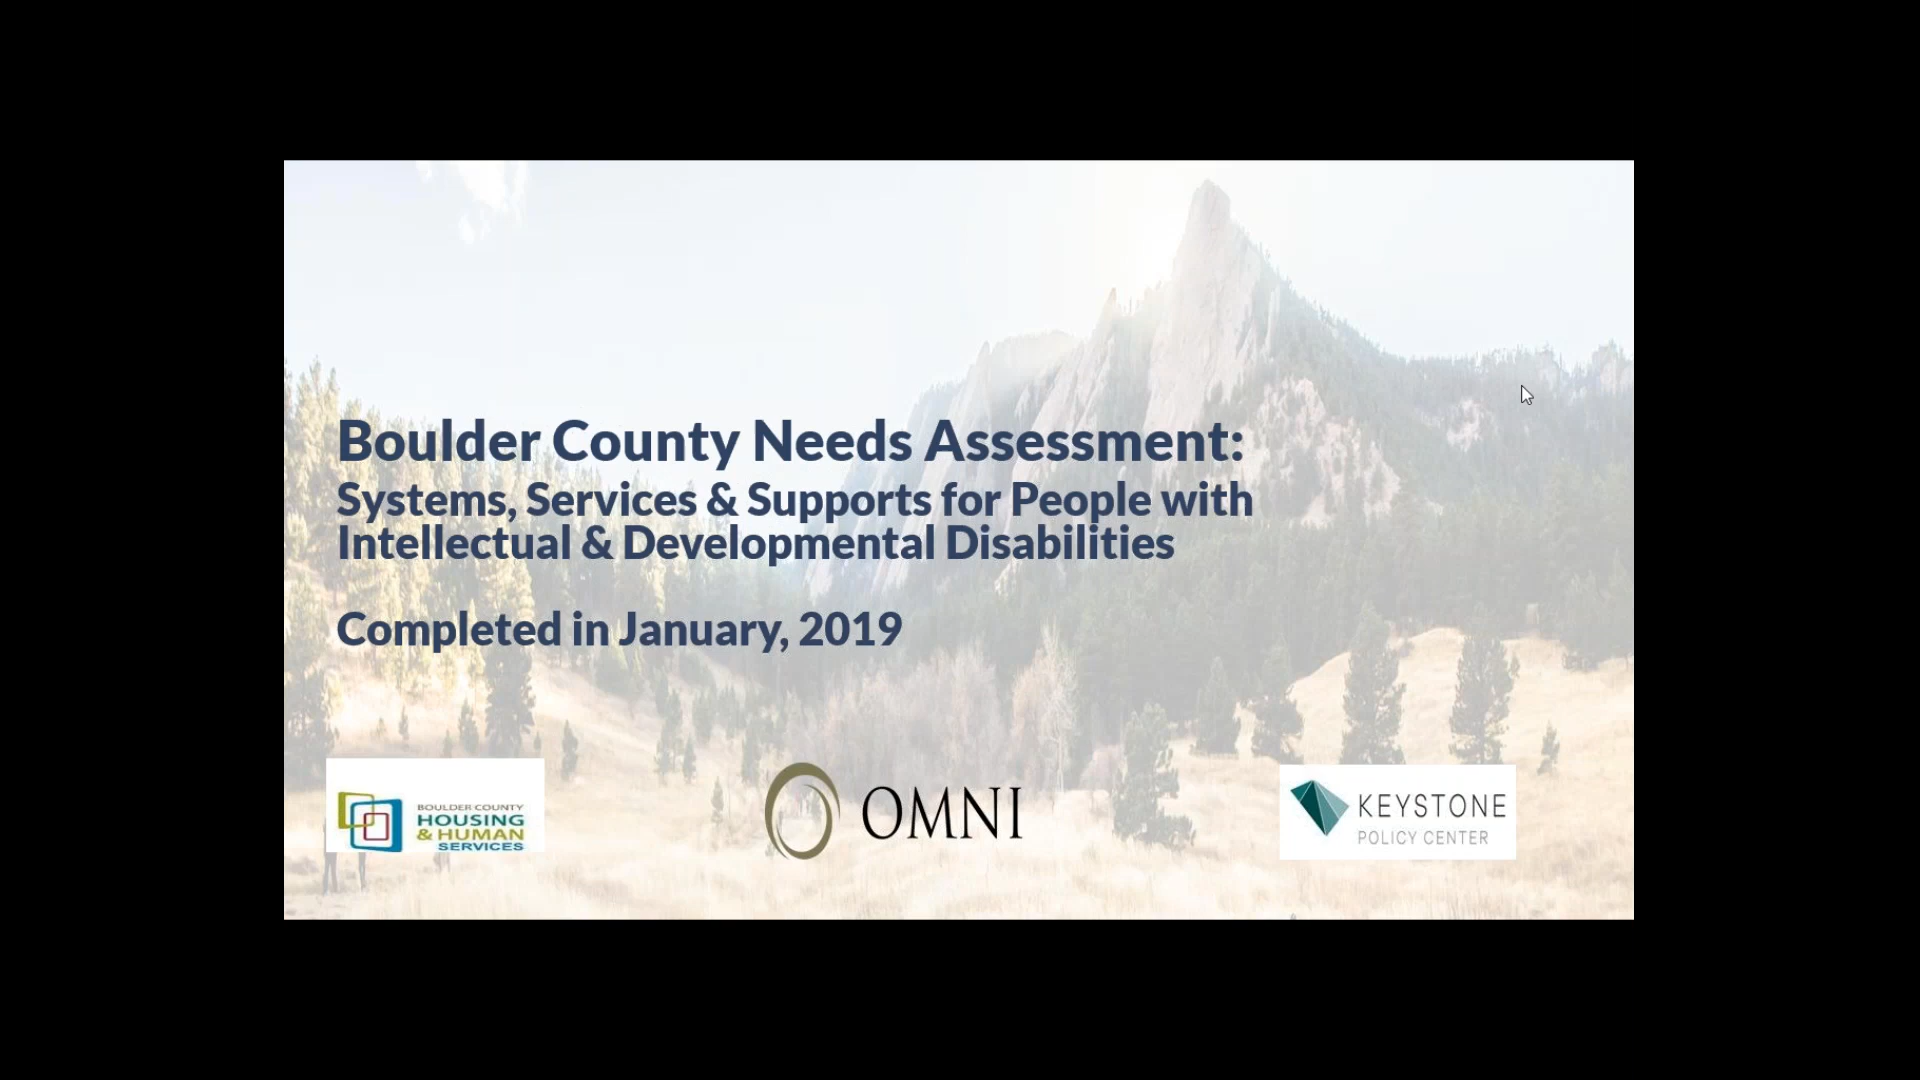 Boulder County Needs Assessment:
Systems, Services & Supports for People with
Intellectual & Developmental Disabilities
Completed in January, 2019
BOULDER COUNTY
HOUSING
& HUMAN
SERVICES
OMNI
KEYSTONE
POLICY CENTER